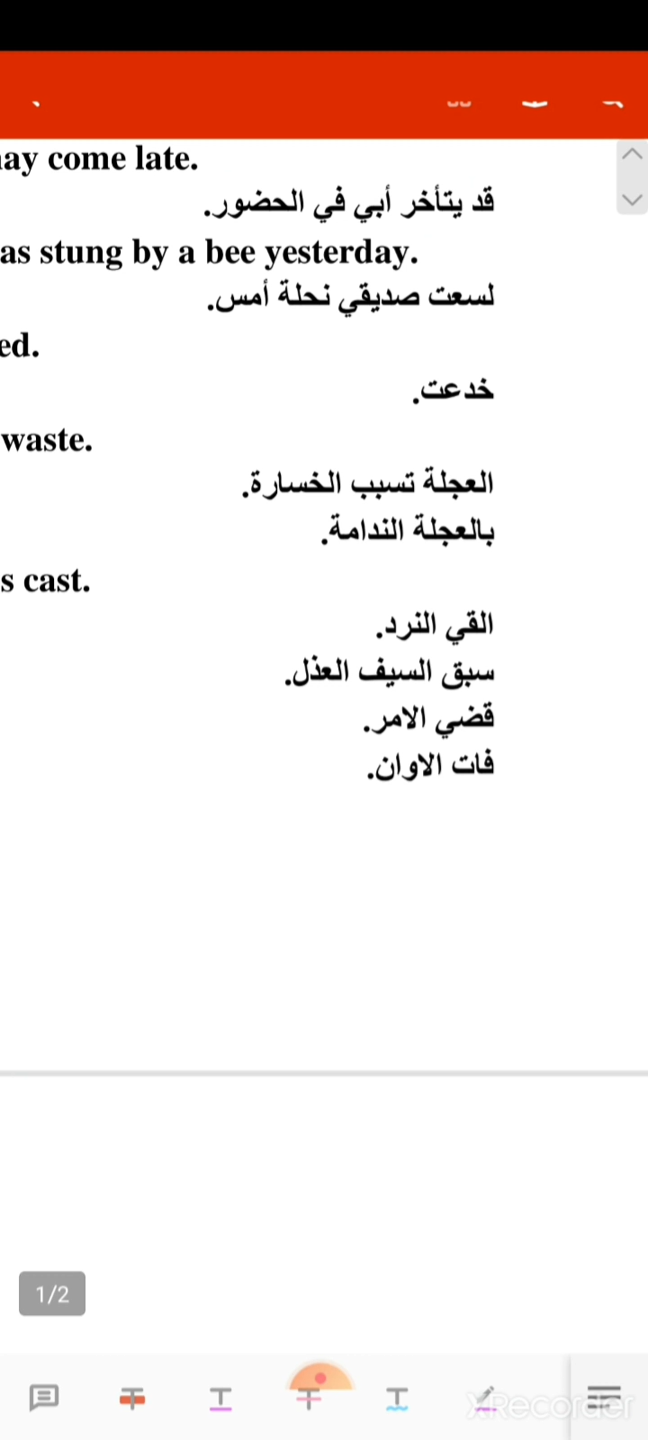 ay come late.
قد يتأخر أبي في الحضور.
as stung by a bee yesterday.
لسعت صديقي نحلة أمس.
ed.
خدعت.
waste.
العجلة تسبب الخسارة.
بالعجلة الندامة.
s cast.
القي النرد.
سبق السيف العذل.
قضي الامر.
فات الاوان.
1/2
XRecorder